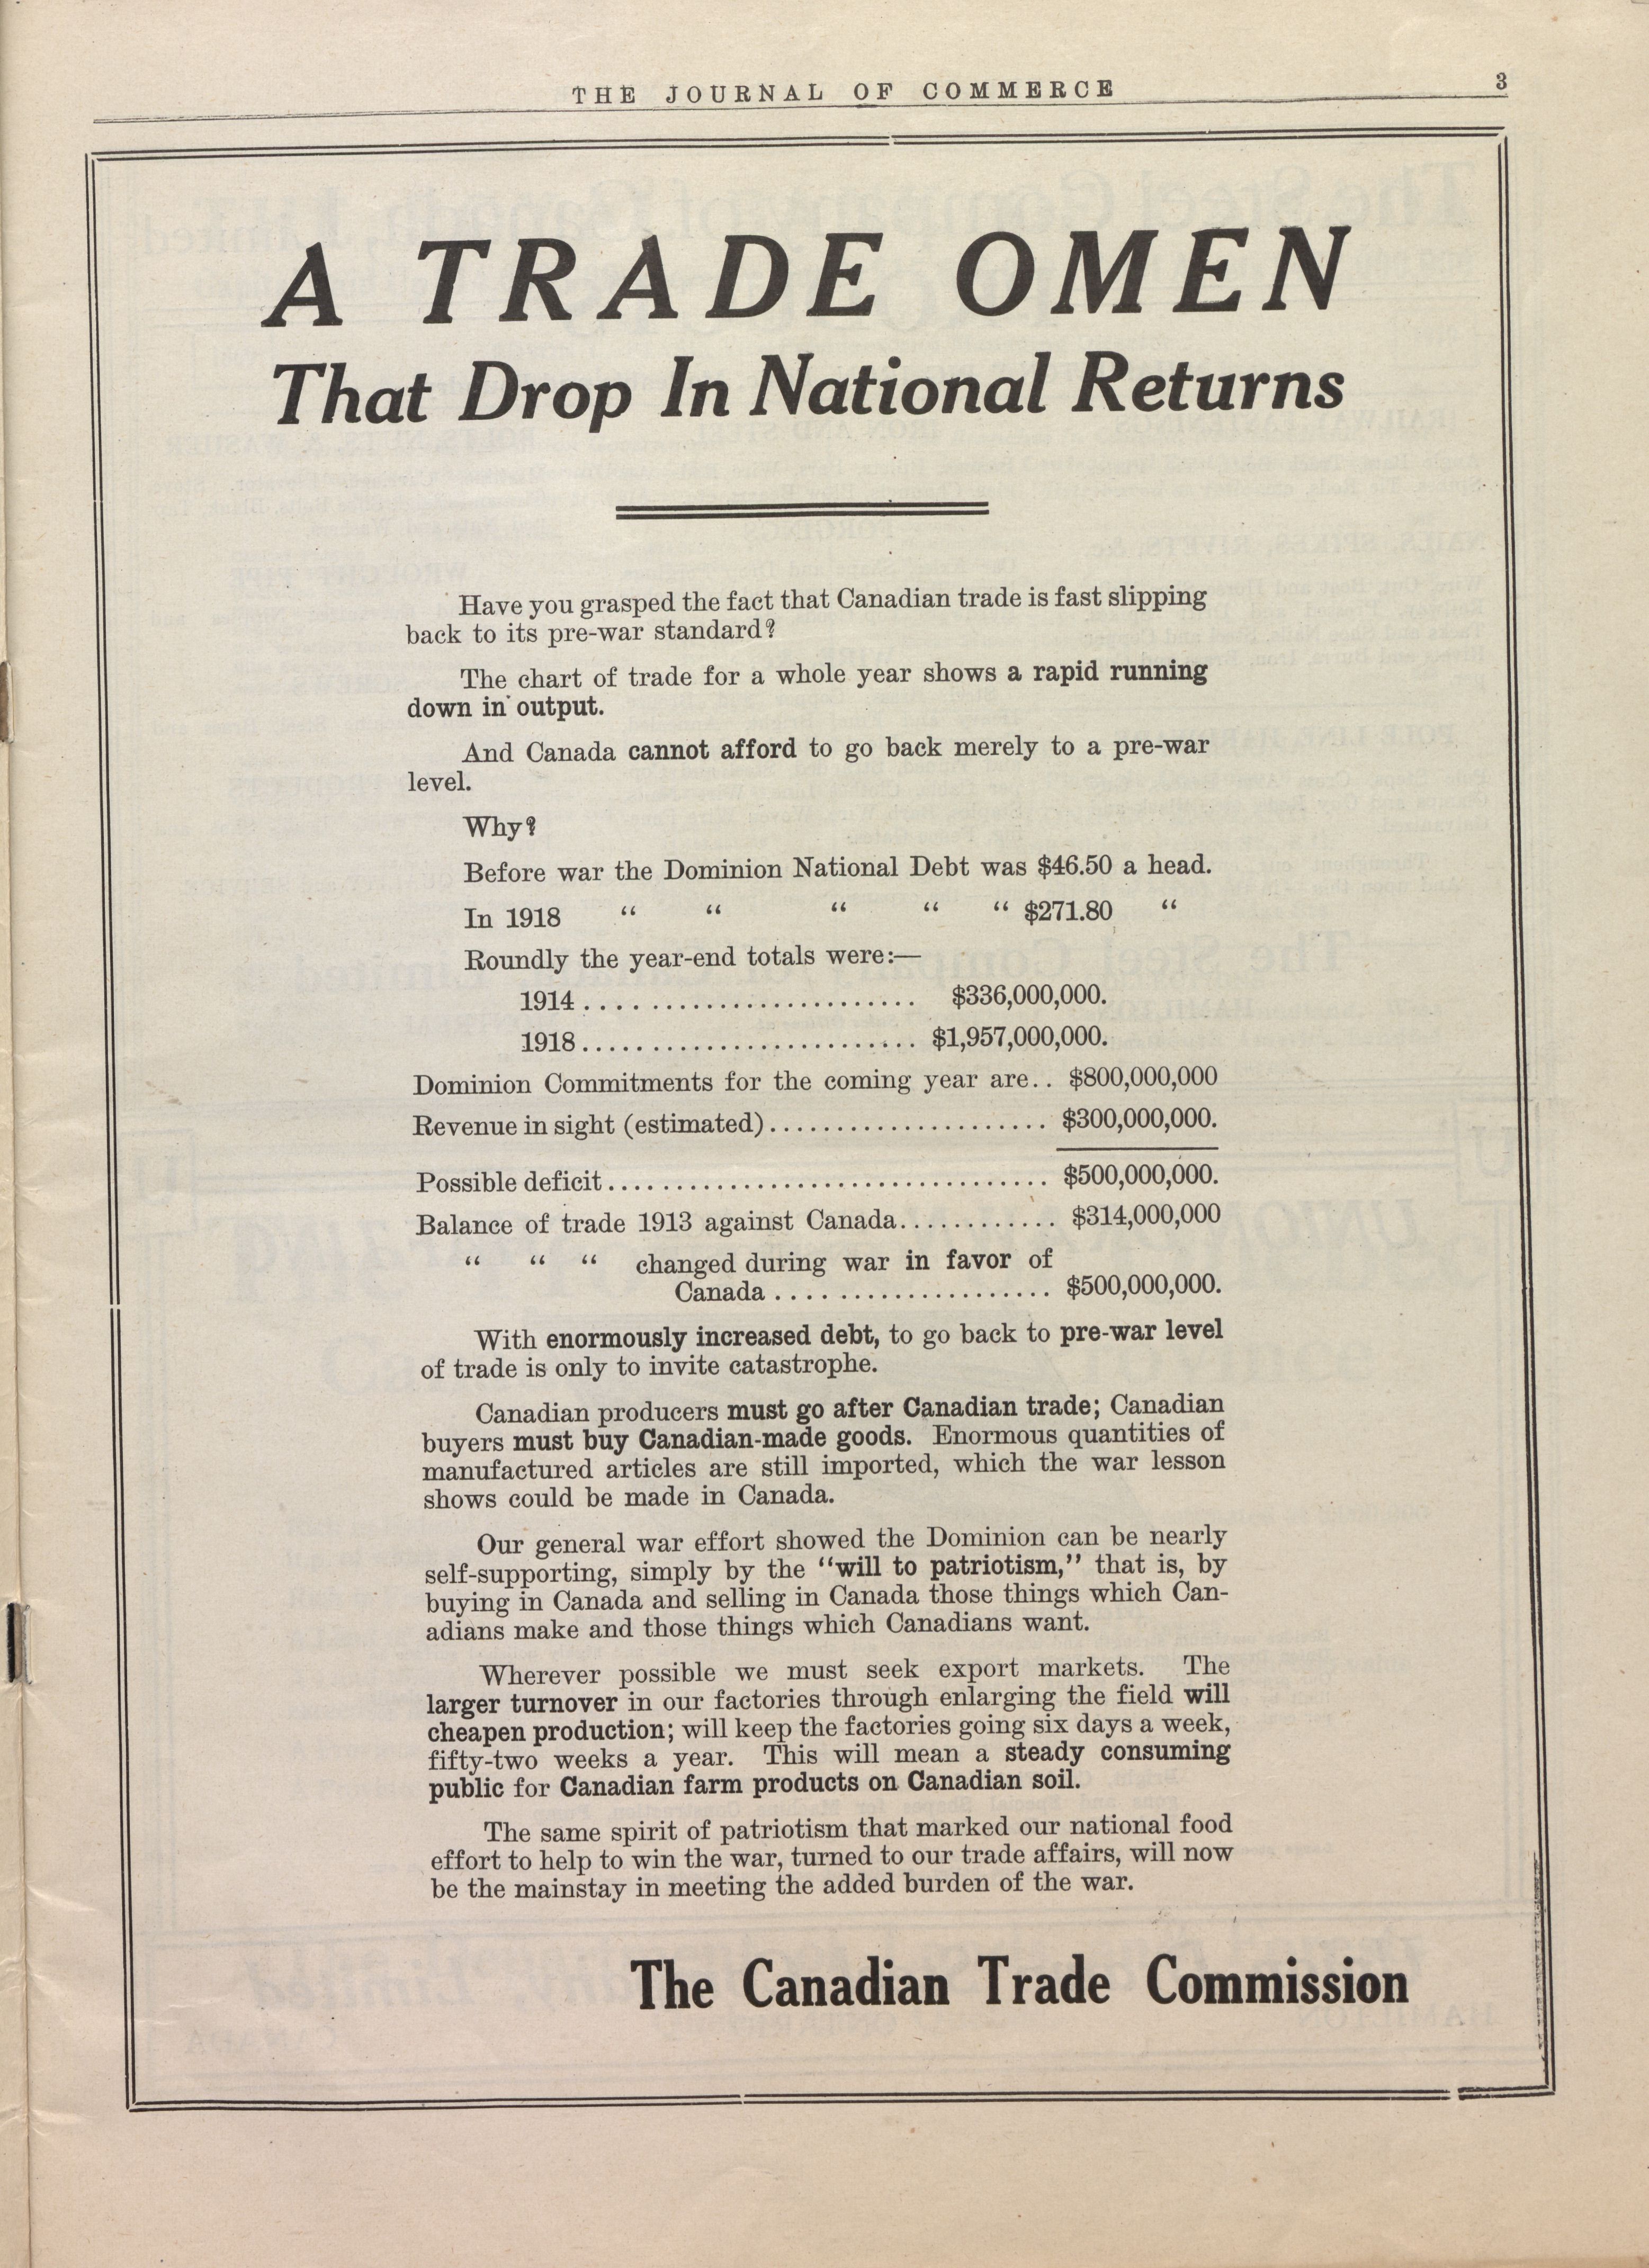 THE JOURNAL OF COMMERCE
3
A TRADE OMEN
That Drop In National Returns
Have you grasped the fact that Canadian trade is fast slipping
back to its pre-war standard?
The chart of trade for a whole year shows a rapid running
down in output.
And Canada cannot afford to go back merely to a pre-war
level.
Why?
Before war the Dominion National Debt was $46.50 a head.
In 1918 “ “ “ “ “ $271.80 “
Roundly the year-end totals were:—
1914........................ $336,000,000.
1918........................ $1,957,000,000.
Dominion Commitments for the coming year are.. $800,000,000
Revenue in sight (estimated)..................... $300,000,000.
Possible deficit................................. $500,000,000.
Balance of trade 1913 against Canada............ $314,000,000
“ “ “ changed during war in favor of
Canada..................... $500,000,000.
With enormously increased debt, to go back to pre-war level
of trade is only to invite catastrophe.
Canadian producers must go after Canadian trade; Canadian
buyers must buy Canadian-made goods. Enormous quantities of
manufactured articles are still imported, which the war lesson
shows could be made in Canada.
Our general war effort showed the Dominion can be nearly
self-supporting, simply by the “will to patriotism,” that is, by
buying in Canada and selling in Canada those things which Can-
adians make and those things which Canadians want.
Wherever possible we must seek export markets. The
larger turnover in our factories through enlarging the field will
cheapen production; will keep the factories going six days a week,
fifty-two weeks a year. This will mean a steady consuming
public for Canadian farm products on Canadian soil.
The same spirit of patriotism that marked our national food
effort to help to win the war, turned to our trade affairs, will now
be the mainstay in meeting the added burden of the war.
The Canadian Trade Commission